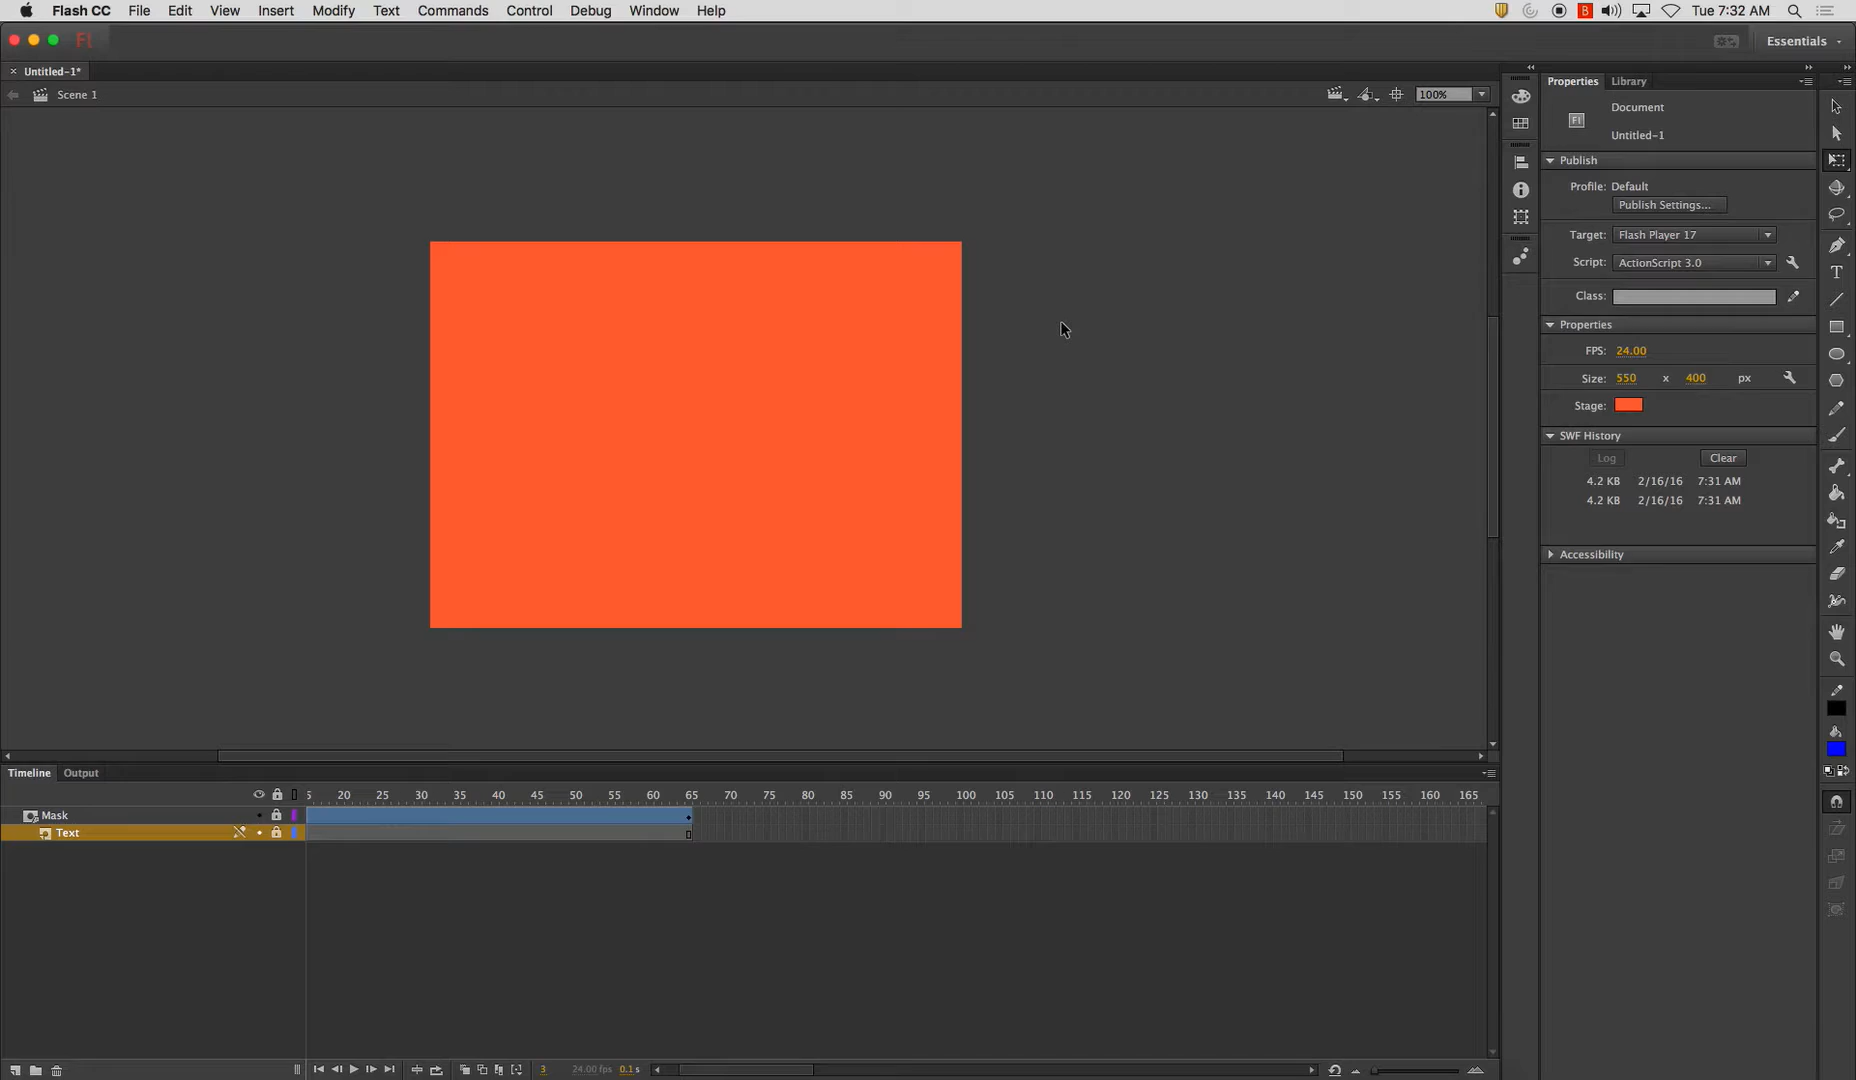 Flash CC File Edit View Insert Modify Text Commands Control Debug Window Help B Tue 7:32 AM
Fl Essentials
× Untitled-1*
Scene 1 100%
Properties Library
Document
Fl
Untitled-1
Publish
Profile: Default
Publish Settings...
Target: Flash Player 17
Script: ActionScript 3.0
Class:
Properties
FPS: 24.00
Size: 550 x 400 px
Stage:
SWF History
Log Clear
4.2 KB 2/16/16 7:31 AM
4.2 KB 2/16/16 7:31 AM
Accessibility
T
Timeline Output
5 20 25 30 35 40 45 50 55 60 65 70 75 80 85 90 95 100 105 110 115 120 125 130 135 140 145 150 155 160 165
Mask
Text
3 24.00 fps 0.1 s